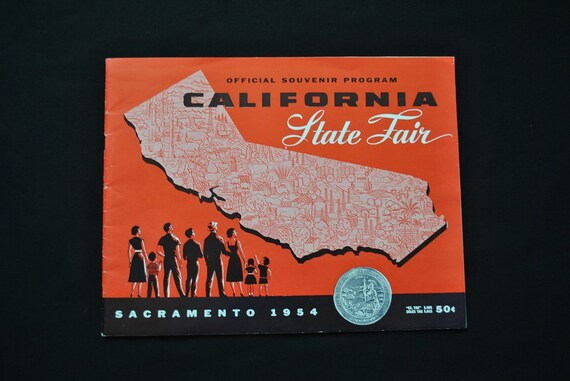 OFFICIAL SOUVENIR PROGRAM
CALIFORNIA
State Fair
SACRAMENTO 1954
50¢